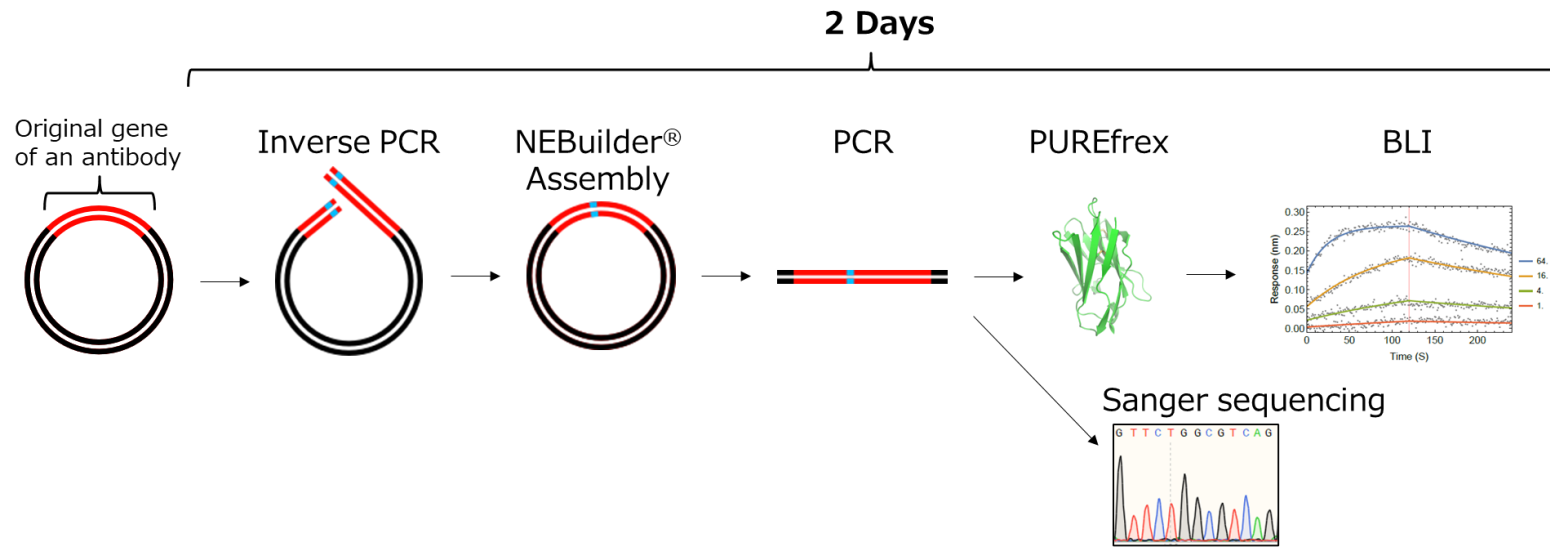 2 Days
Original gene
of an antibody
Inverse PCR
NEBuilder®
Assembly
PCR
PUREfrex
BLI
Response (nm)
0.30
0.25
0.20
0.15
0.10
0.05
0.00
0
50
100
150
200
Time (S)
64.
16.
4.
1.
Sanger sequencing
G T T C T G G C G T C A G